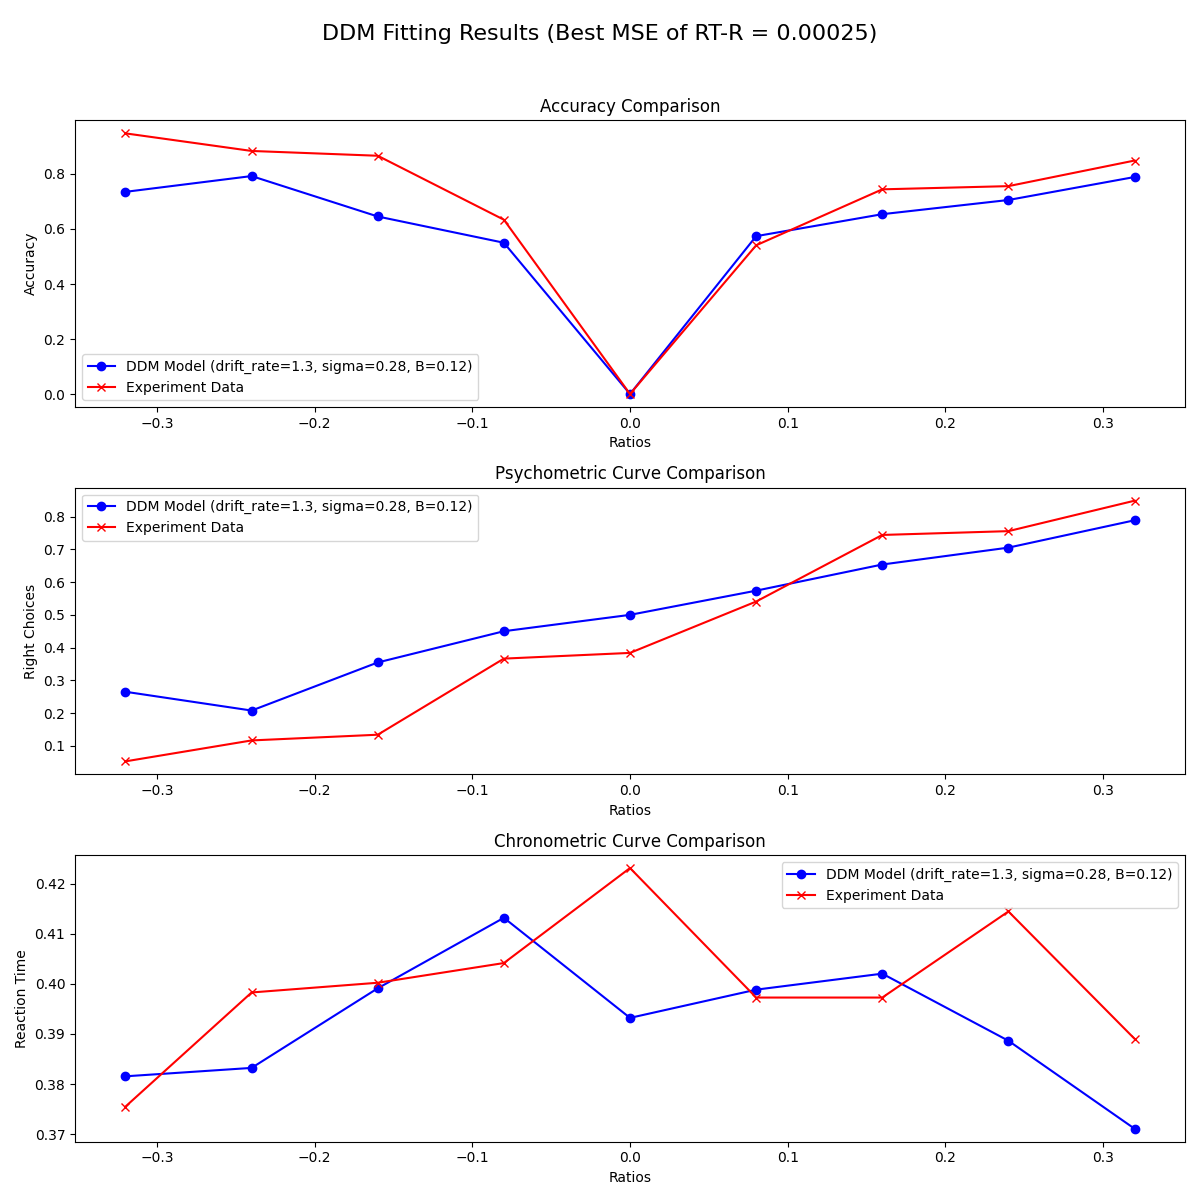 DDM Fitting Results (Best MSE of RT-R = 0.00025)
Accuracy Comparison
Accuracy
0.8
0.6
0.4
0.2
0.0
DDM Model (drift_rate=1.3, sigma=0.28, B=0.12)
Experiment Data
−0.3 −0.2 −0.1 0.0 0.1 0.2 0.3
Ratios
Psychometric Curve Comparison
Right Choices
0.8
0.7
0.6
0.5
0.4
0.3
0.2
0.1
DDM Model (drift_rate=1.3, sigma=0.28, B=0.12)
Experiment Data
−0.3 −0.2 −0.1 0.0 0.1 0.2 0.3
Ratios
Chronometric Curve Comparison
Reaction Time
0.42
0.41
0.40
0.39
0.38
0.37
DDM Model (drift_rate=1.3, sigma=0.28, B=0.12)
Experiment Data
−0.3 −0.2 −0.1 0.0 0.1 0.2 0.3
Ratios